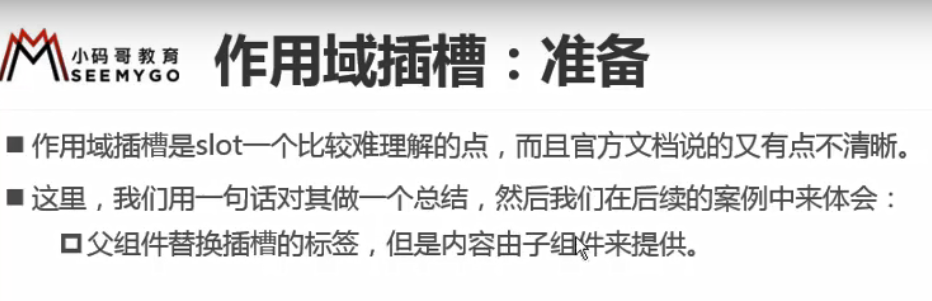 小码哥教育
SEEMYGO
作用域插槽：准备
作用域插槽是slot一个比较难理解的点，而且官方文档说的又有点不清晰。
这里，我们用一句话对其做一个总结，然后我们在后续的案例中来体会：
父组件替换插槽的标签，但是内容由子组件来提供。